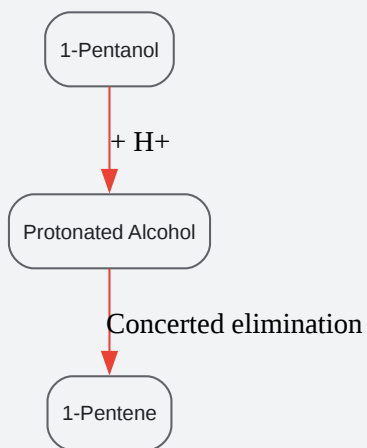 1-Pentanol
+ H+
Protonated Alcohol
Concerted elimination
1-Pentene